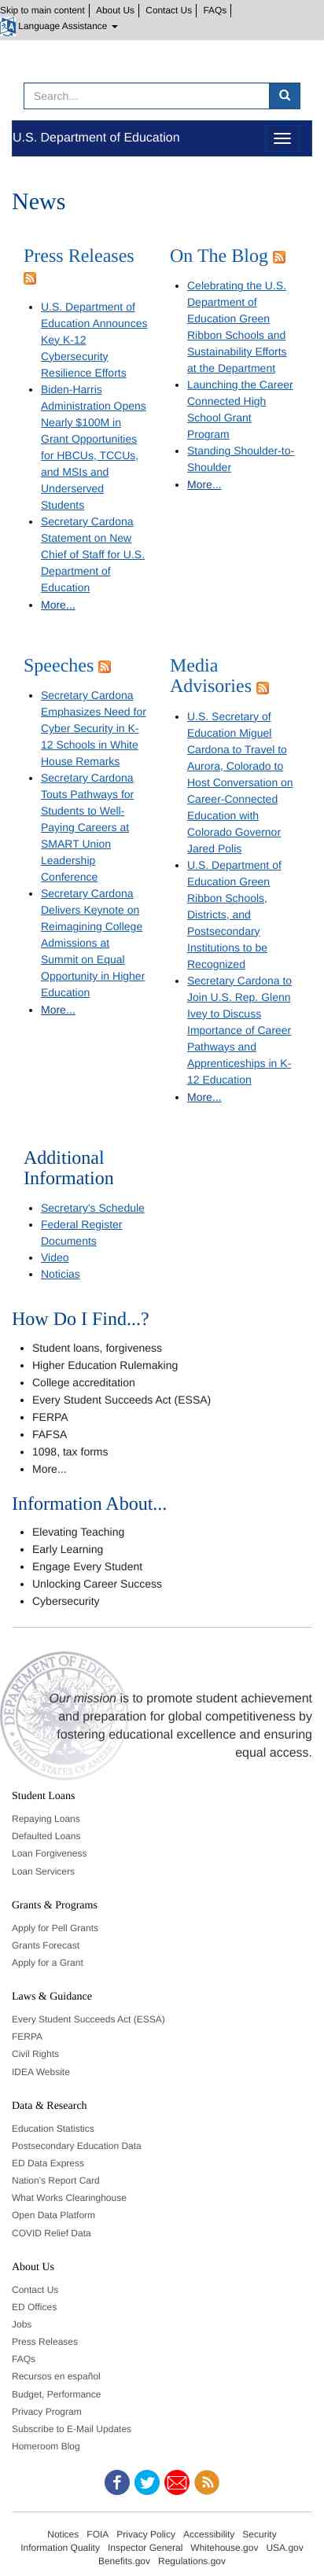 Skip to main content
About Us
Contact Us
FAQs
Language Assistance
Search...
U.S. Department of Education
News
Press Releases
U.S. Department of
Education Announces
Key K-12
Cybersecurity
Resilience Efforts
Biden-Harris
Administration Opens
Nearly $100M in
Grant Opportunities
for HBCUs, TCCUs,
and MSIs and
Underserved
Students
Secretary Cardona
Statement on New
Chief of Staff for U.S.
Department of
Education
More...
On The Blog
Celebrating the U.S.
Department of
Education Green
Ribbon Schools and
Sustainability Efforts
at the Department
Launching the Career
Connected High
School Grant
Program
Standing Shoulder-to-
Shoulder
More...
Speeches
Secretary Cardona
Emphasizes Need for
Cyber Security in K-
12 Schools in White
House Remarks
Secretary Cardona
Touts Pathways for
Students to Well-
Paying Careers at
SMART Union
Leadership
Conference
Secretary Cardona
Delivers Keynote on
Reimagining College
Admissions at
Summit on Equal
Opportunity in Higher
Education
More...
Media
Advisories
U.S. Secretary of
Education Miguel
Cardona to Travel to
Aurora, Colorado to
Host Conversation on
Career-Connected
Education with
Colorado Governor
Jared Polis
U.S. Department of
Education Green
Ribbon Schools,
Districts, and
Postsecondary
Institutions to be
Recognized
Secretary Cardona to
Join U.S. Rep. Glenn
Ivey to Discuss
Importance of Career
Pathways and
Apprenticeships in K-
12 Education
More...
Additional
Information
Secretary's Schedule
Federal Register
Documents
Video
Noticias
How Do I Find...?
Student loans, forgiveness
Higher Education Rulemaking
College accreditation
Every Student Succeeds Act (ESSA)
FERPA
FAFSA
1098, tax forms
More...
Information About...
Elevating Teaching
Early Learning
Engage Every Student
Unlocking Career Success
Cybersecurity
Our mission is to promote student achievement
and preparation for global competitiveness by
fostering educational excellence and ensuring
equal access.
Student Loans
Repaying Loans
Defaulted Loans
Loan Forgiveness
Loan Servicers
Grants & Programs
Apply for Pell Grants
Grants Forecast
Apply for a Grant
Laws & Guidance
Every Student Succeeds Act (ESSA)
FERPA
Civil Rights
IDEA Website
Data & Research
Education Statistics
Postsecondary Education Data
ED Data Express
Nation's Report Card
What Works Clearinghouse
Open Data Platform
COVID Relief Data
About Us
Contact Us
ED Offices
Jobs
Press Releases
FAQs
Recursos en español
Budget, Performance
Privacy Program
Subscribe to E-Mail Updates
Homeroom Blog
Notices FOIA Privacy Policy Accessibility Security
Information Quality Inspector General Whitehouse.gov USA.gov
Benefits.gov Regulations.gov